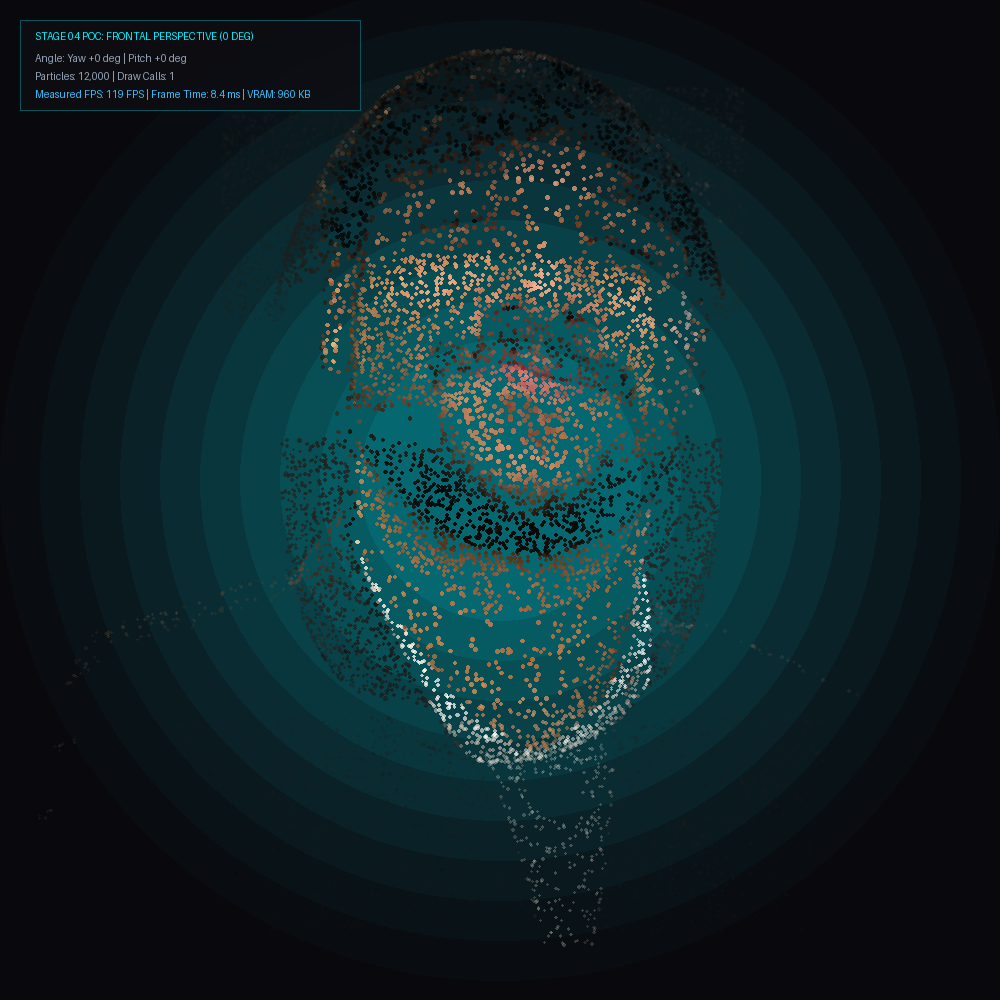 STAGE 04 POC: FRONTAL PERSPECTIVE (0 DEG)
Angle: Yaw +0 deg | Pitch +0 deg
Particles: 12,000 | Draw Calls: 1
Measured FPS: 119 FPS | Frame Time: 8.4 ms | VRAM: 960 KB